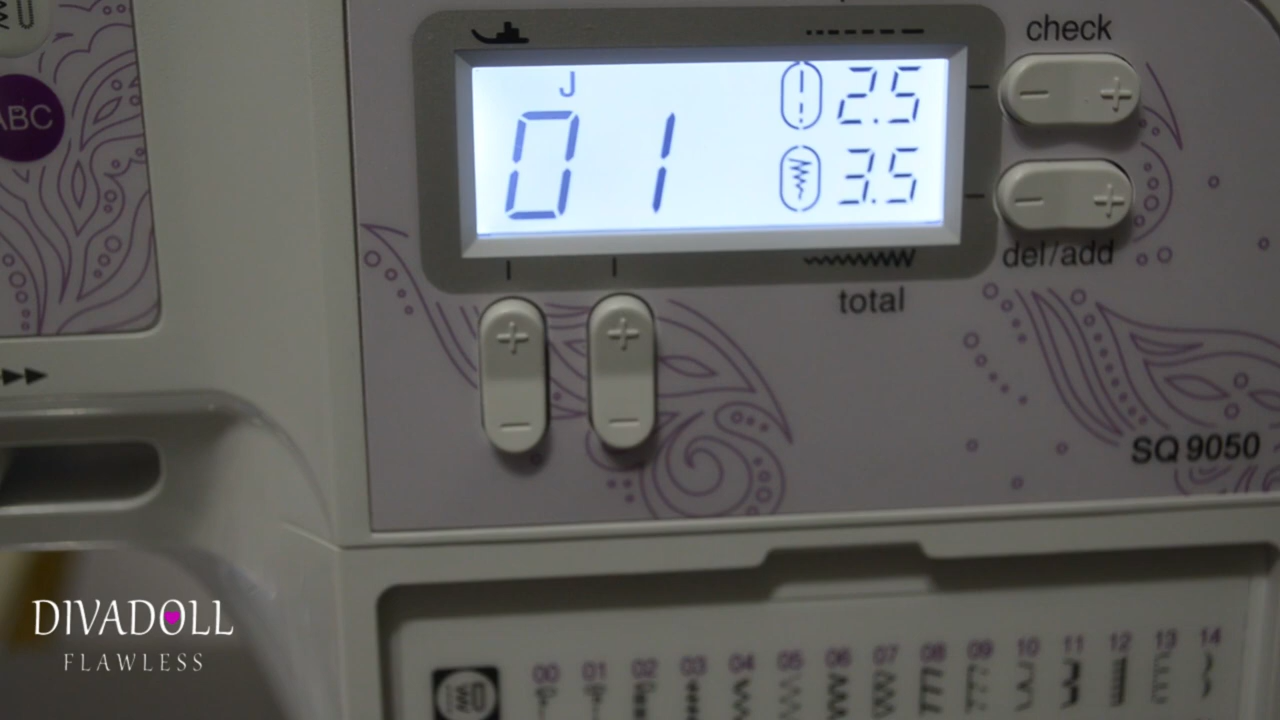 check
ABC
J
01
2.5
3.5
del/add
total
SQ 9050
DIVADOLL
FLAWLESS
00 01 02 03 04 05 06 07 08 09 10 11 12 13 14